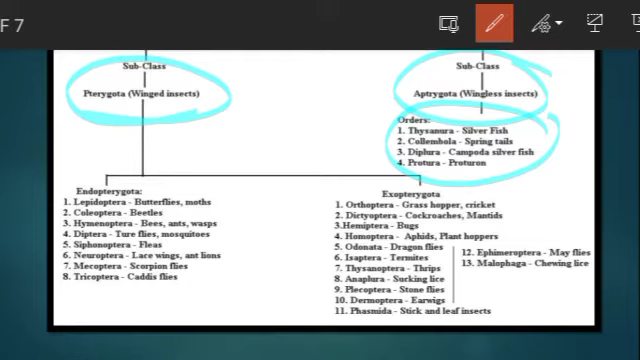 F 7
Sub-Class
Pterygota (Winged insects)
Sub-Class
Aptrygota (Wingless insects)
Orders:
1. Thysanura - Silver Fish
2. Collembola - Spring tails
3. Diplura - Campoda silver fish
4. Protura - Proturon
Endopterygota:
1. Lepidoptera - Butterflies, moths
2. Coleoptera - Beetles
3. Hymenoptera - Bees, ants, wasps
4. Diptera - Ture flies, mosquitoes
5. Siphonoptera - Fleas
6. Neuroptera - Lace wings, ant lions
7. Mecoptera - Scorpion flies
8. Tricoptera - Caddis flies
Exopterygota
1. Orthoptera - Grass hopper, cricket
2. Dictyoptera - Cockroaches, Mantids
3.Hemiptera - Bugs
4. Homoptera - Aphids, Plant hoppers
5. Odonata - Dragon flies
6. Isaptera - Termites
7. Thysanoptera - Thrips
8. Anaplura - Sucking lice
9. Plecoptera - Stone flies
10. Dermoptera - Earwigs
11. Phasmida - Stick and leaf insects
12. Ephimeroptera - May flies
13. Malophaga - Chewing lice